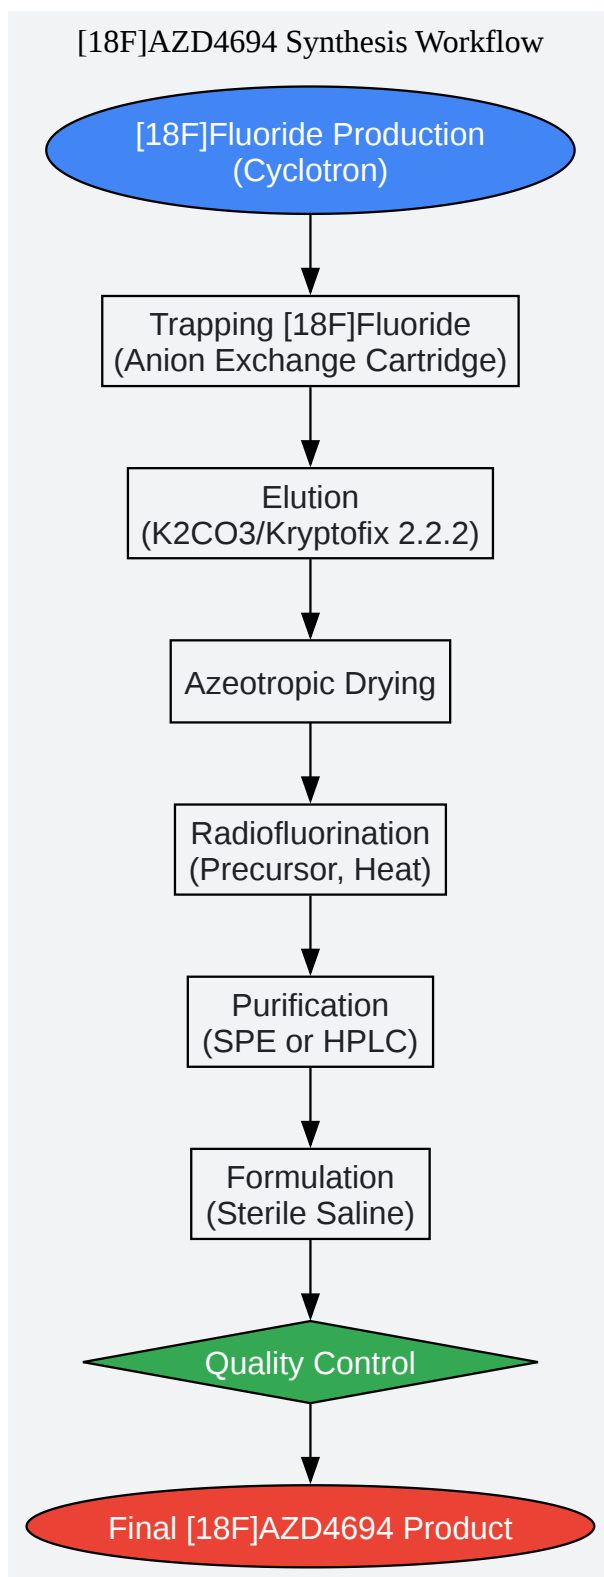 [18F]AZD4694 Synthesis Workflow
[18F]Fluoride Production
(Cyclotron)
Trapping [18F]Fluoride
(Anion Exchange Cartridge)
Elution
(K2CO3/Kryptofix 2.2.2)
Azeotropic Drying
Radiofluorination
(Precursor, Heat)
Purification
(SPE or HPLC)
Formulation
(Sterile Saline)
Quality Control
Final [18F]AZD4694 Product